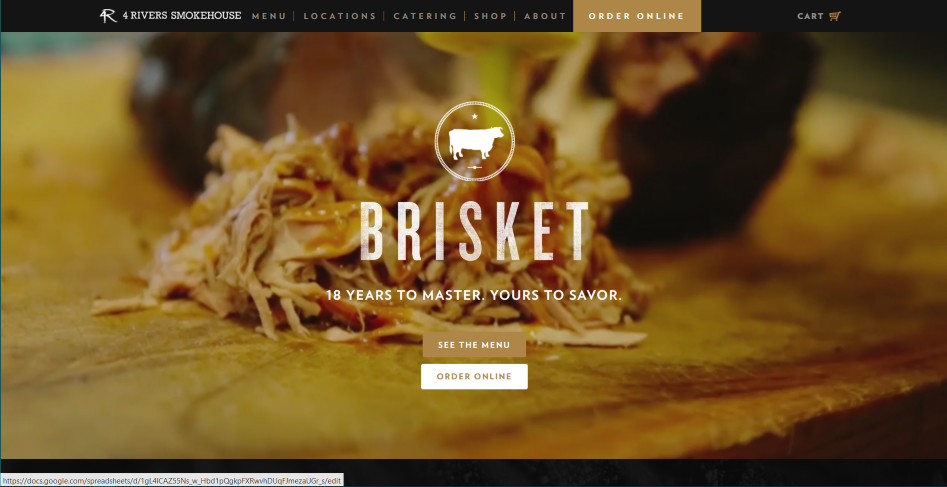 4R 4 RIVERS SMOKEHOUSE MENU LOCATIONS CATERING SHOP ABOUT ORDER ONLINE CART
BRISKET
18 YEARS TO MASTER. YOURS TO SAVOR.
SEE THE MENU
ORDER ONLINE
https://docs.google.com/spreadsheets/d/1gL4lCAZ55Ns_w_Hbd1pQgkpFXRwvhDUqFJmezaUGr_s/edit